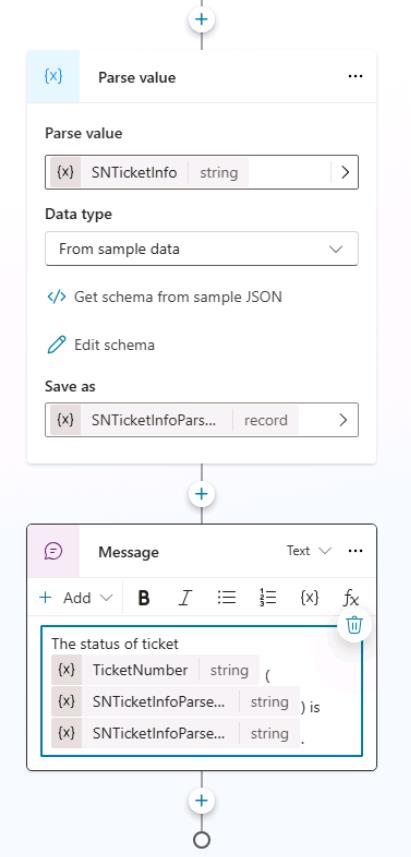 {x} Parse value ...
Parse value
{x} SNTicketInfo string
Data type
From sample data
</> Get schema from sample JSON
Edit schema
Save as
{x} SNTicketInfoPars... record
Message Text ...
+ Add B I {x} fx
The status of ticket
{x} TicketNumber string (
{x} SNTicketInfoParse... string ) is
{x} SNTicketInfoParse... string .